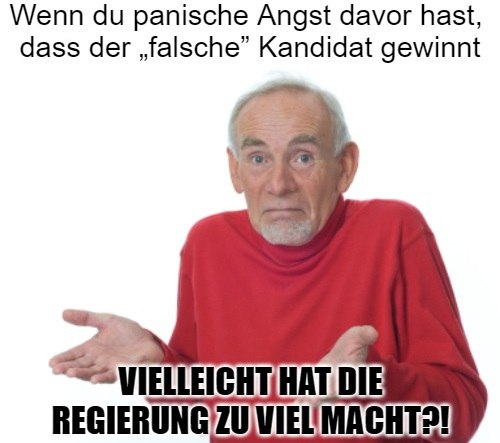 Wenn du panische Angst davor hast,
dass der „falsche” Kandidat gewinnt
VIELLEICHT HAT DIE
REGIERUNG ZU VIEL MACHT?!